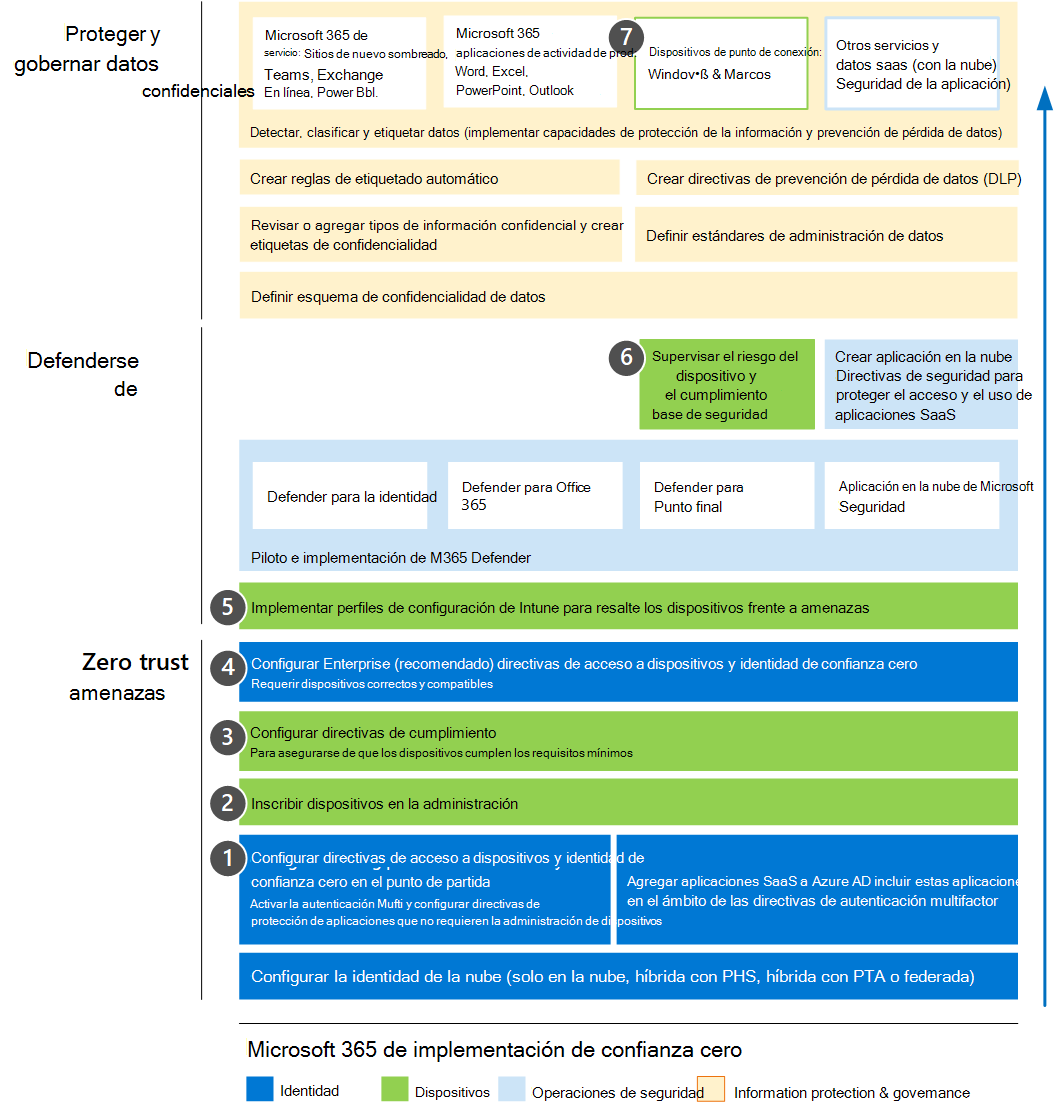 Proteger y
gobernar datos
confidenciales
Microsoft 365 de
servicio: Sitios de nuevo sombreado,
Teams, Exchange
En línea, Power Bbl.
Microsoft 365
aplicaciones de actividad de prod:
Word, Excel,
PowerPoint, Outlook
7
Dispositivos de punto de conexión:
Windov•ß & Marcos
Otros servicios y
datos saas (con la nube)
Seguridad de la aplicación)
Detectar, clasificar y etiquetar datos (implementar capacidades de protección de la información y prevención de pérdida de datos)
Crear reglas de etiquetado automático
Crear directivas de prevención de pérdida de datos (DLP)
Revisar o agregar tipos de información confidencial y crear
etiquetas de confidencialidad
Definir estándares de administración de datos
Definir esquema de confidencialidad de datos
Defenderse
de
6
Supervisar el riesgo del
dispositivo y
el cumplimiento
base de seguridad
Crear aplicación en la nube
Directivas de seguridad para
proteger el acceso y el uso de
aplicaciones SaaS
Defender para la identidad
Defender para Office
365
Defender para
Punto final
Aplicación en la nube de Microsoft
Seguridad
Piloto e implementación de M365 Defender
5
Implementar perfiles de configuración de Intune para resalte los dispositivos frente a amenazas
Zero trust
amenazas
4
Configurar Enterprise (recomendado) directivas de acceso a dispositivos y identidad de confianza cero
Requerir dispositivos correctos y compatibles
3
Configurar directivas de cumplimiento
Para asegurarse de que los dispositivos cumplen los requisitos mínimos
2
Inscribir dispositivos en la administración
1
Configurar directivas de acceso a dispositivos y identidad de
confianza cero en el punto de partida
Activar la autenticación Mufti y configurar directivas de
protección de aplicaciones que no requieren la administración de dispositivos
Agregar aplicaciones SaaS a Azure AD incluir estas aplicacione
en el ámbito de las directivas de autenticación multifactor
Configurar la identidad de la nube (solo en la nube, híbrida con PHS, híbrida con PTA o federada)
Microsoft 365 de implementación de confianza cero
Identidad
Dispositivos
Operaciones de seguridad
Information protection & governance